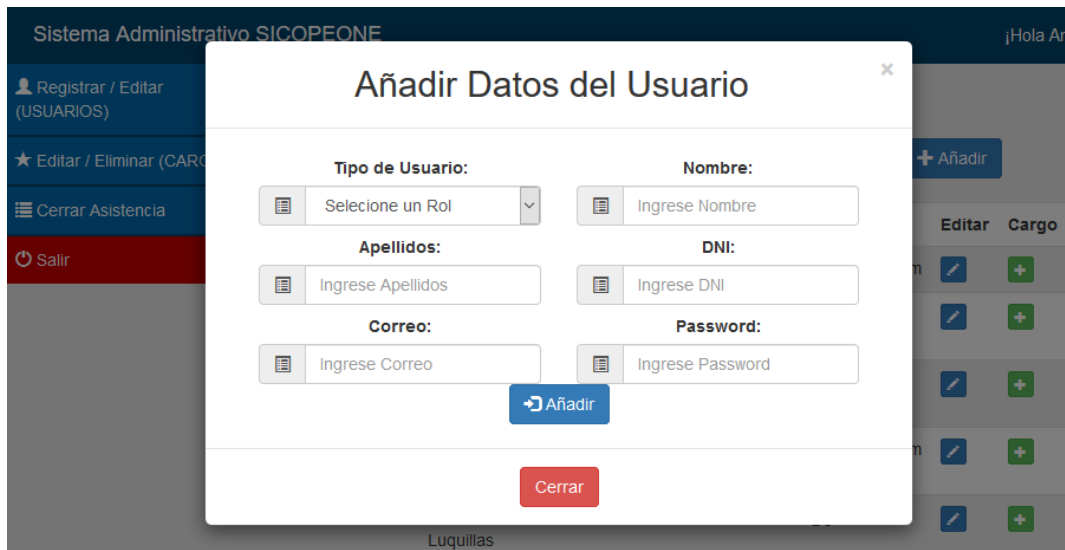 Sistema Administrativo SICOPEONE
¡Hola
Registrar / Editar
(USUARIOS)
Editar / Eliminar
Cerrar Asistencia
Salir
Añadir Datos del Usuario
×
Tipo de Usuario: Nombre:
Selecione un Rol Ingrese Nombre
Apellidos: DNI:
Ingrese Apellidos Ingrese DNI
Correo: Password:
Ingrese Correo Ingrese Password
Añadir
Cerrar
Añadir
Editar Cargo
Luquillas